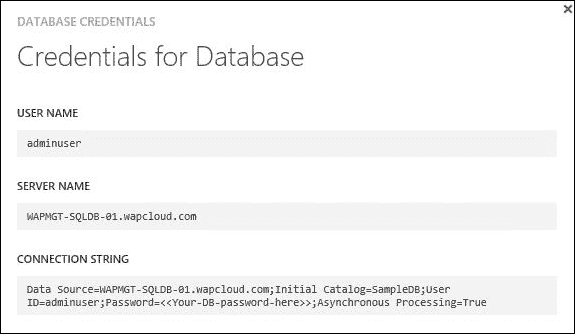 DATABASE CREDENTIALS
Credentials for Database
USER NAME
adminuser
SERVER NAME
WAPMGT-SQLDB-01.wapcloud.com
CONNECTION STRING
Data Source=WAPMGT-SQLDB-01.wapcloud.com;Initial Catalog=SampleDB;User
ID=adminuser;Password=<<Your-DB-password-here>>;Asynchronous Processing=True